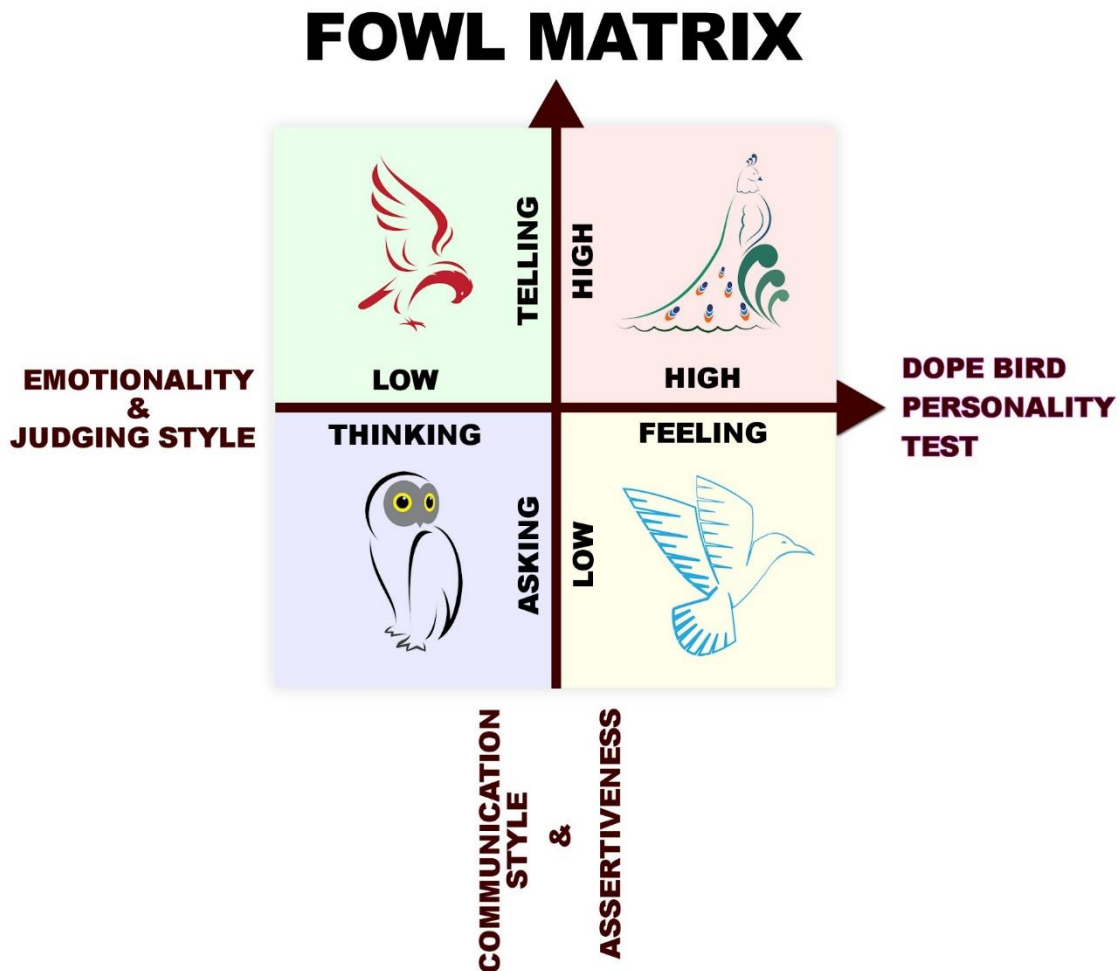 FOWL MATRIX
TELLING
HIGH
LOW
HIGH
EMOTIONALITY
&
JUDGING STYLE
DOPE BIRD
PERSONALITY
TEST
THINKING
FEELING
ASKING
LOW
COMMUNICATION
STYLE
&
ASSERTIVENESS